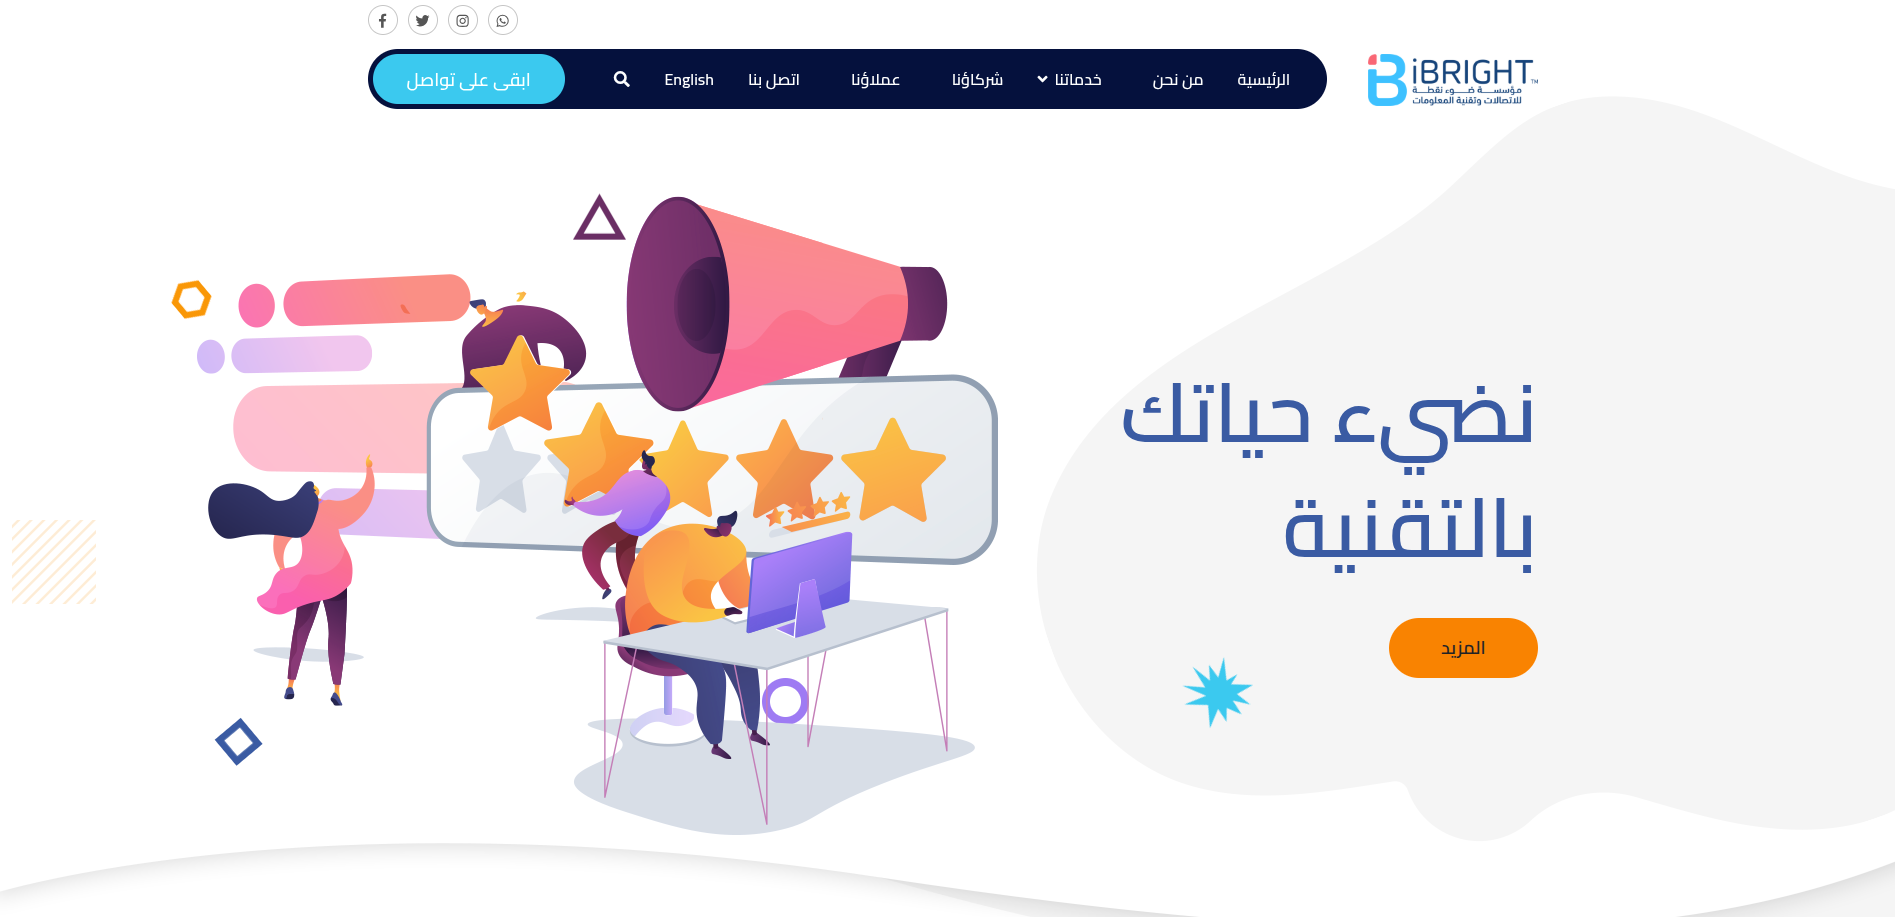 iBRIGHT™
مؤسسة ضوء نقطة
للاتصالات وتقنية المعلومات
الرئيسية
من نحن
خدماتنا
شركاؤنا
عملاؤنا
اتصل بنا
English
ابقى على تواصل
نضيء حياتك
بالتقنية
المزيد